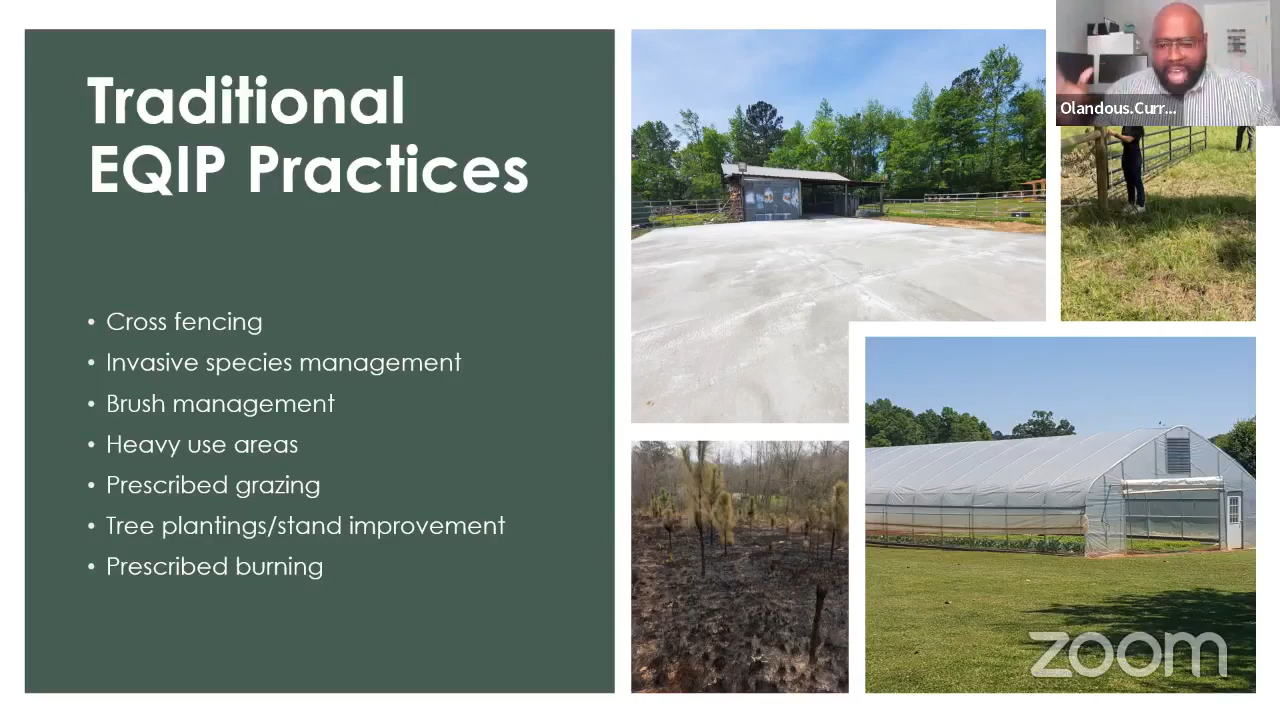 Traditional
EQIP Practices
• Cross fencing
• Invasive species management
• Brush management
• Heavy use areas
• Prescribed grazing
• Tree plantings/stand improvement
• Prescribed burning
Olandous.Curr...
zoom